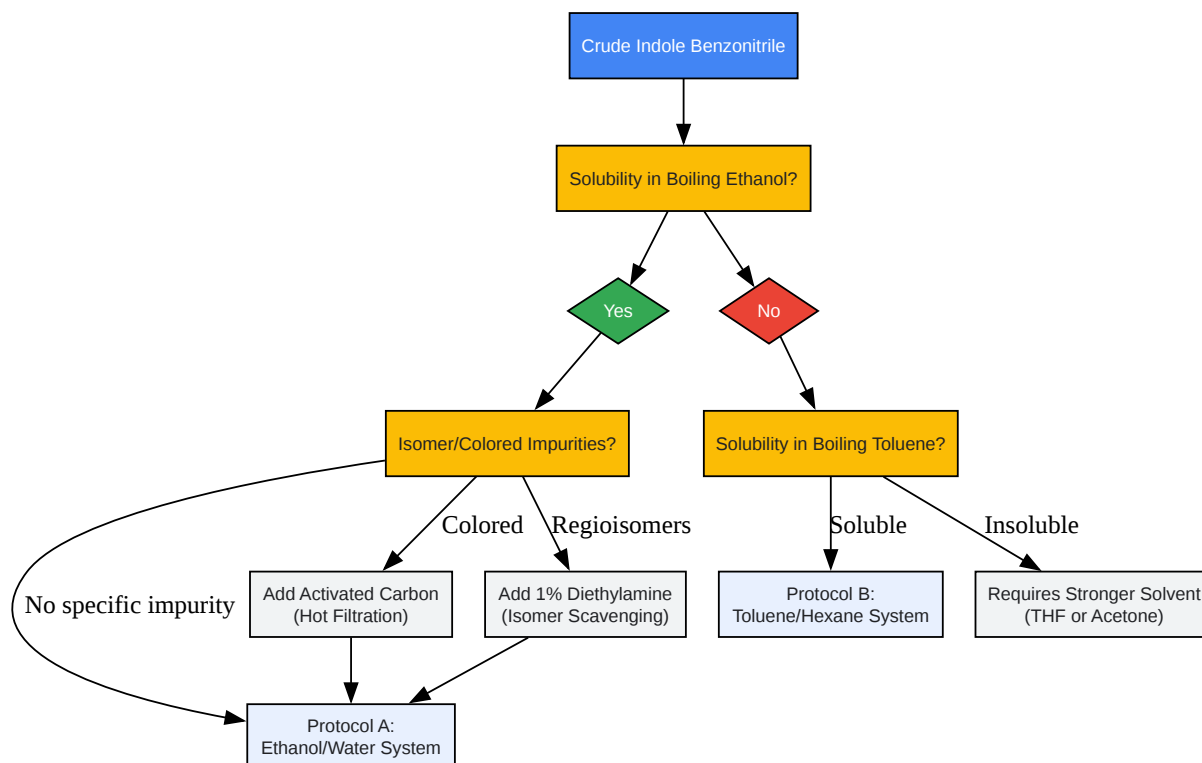 Crude Indole Benzonitrile
Solubility in Boiling Ethanol?
Yes
No
Isomer/Colored Impurities?
Solubility in Boiling Toluene?
Colored
Regioisomers
Soluble
Insoluble
No specific impurity
Add Activated Carbon
(Hot Filtration)
Add 1% Diethylamine
(Isomer Scavenging)
Protocol B:
Toluene/Hexane System
Requires Stronger Solvent
(THF or Acetone)
Protocol A:
Ethanol/Water System